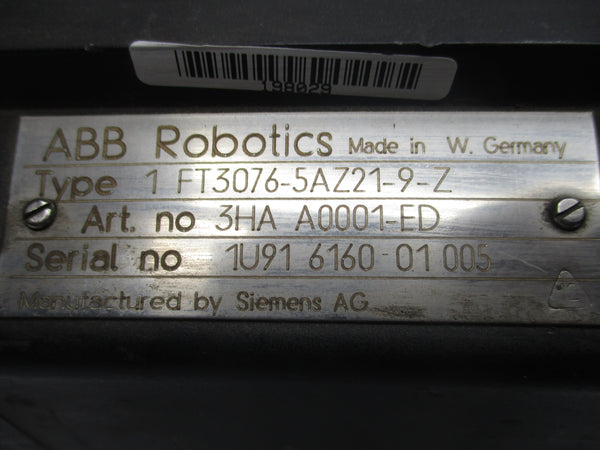 198029
ABB Robotics Made in W. Germany
Type 1 FT3076-5AZ21-9-Z
Art. no 3HA A0001-ED
Serial no 1U91 6160 01 005
Manufactured by Siemens AG